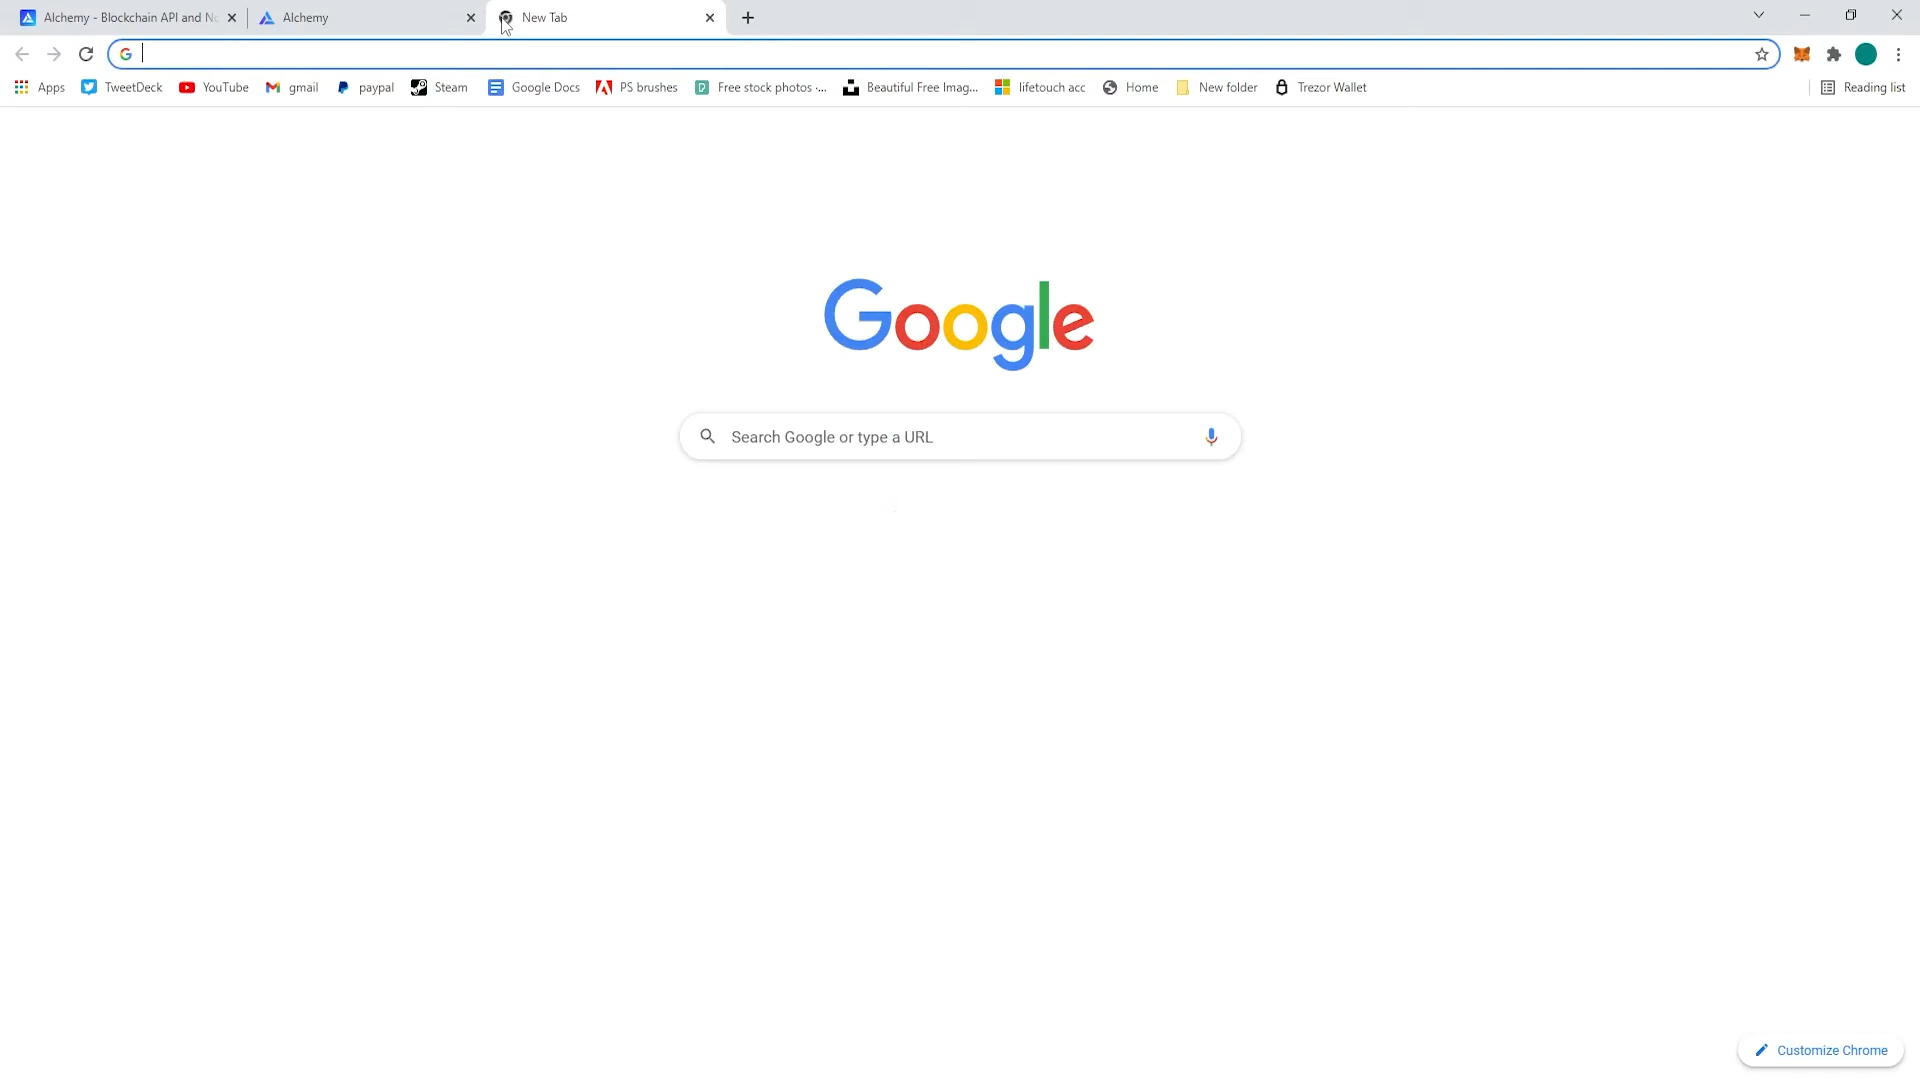 Alchemy - Blockchain API and No
Alchemy
New Tab
Apps
TweetDeck
YouTube
gmail
paypal
Steam
Google Docs
PS brushes
Free stock photos ·...
Beautiful Free Imag...
lifetouch acc
Home
New folder
Trezor Wallet
Reading list
Google
Search Google or type a URL
Customize Chrome